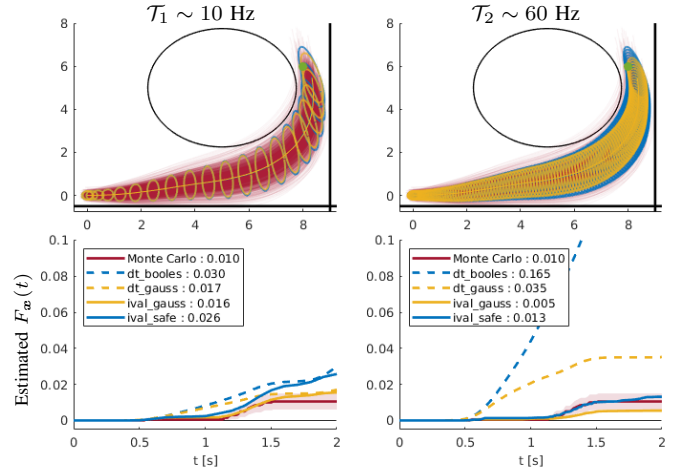 𝒯₁ ∼ 10 Hz
𝒯₂ ∼ 60 Hz
8
6
4
2
0
0 2 4 6 8
8
6
4
2
0
0 2 4 6 8
Estimated F_æ(t)
0.1
0.08
0.06
0.04
0.02
0
Monte Carlo : 0.010
dt_booles : 0.030
dt_gauss : 0.017
ival_gauss : 0.016
ival_safe : 0.026
0 0.5 1 1.5 2
t [s]
0.1
0.08
0.06
0.04
0.02
0
Monte Carlo : 0.010
dt_booles : 0.165
dt_gauss : 0.035
ival_gauss : 0.005
ival_safe : 0.013
0 0.5 1 1.5 2
t [s]